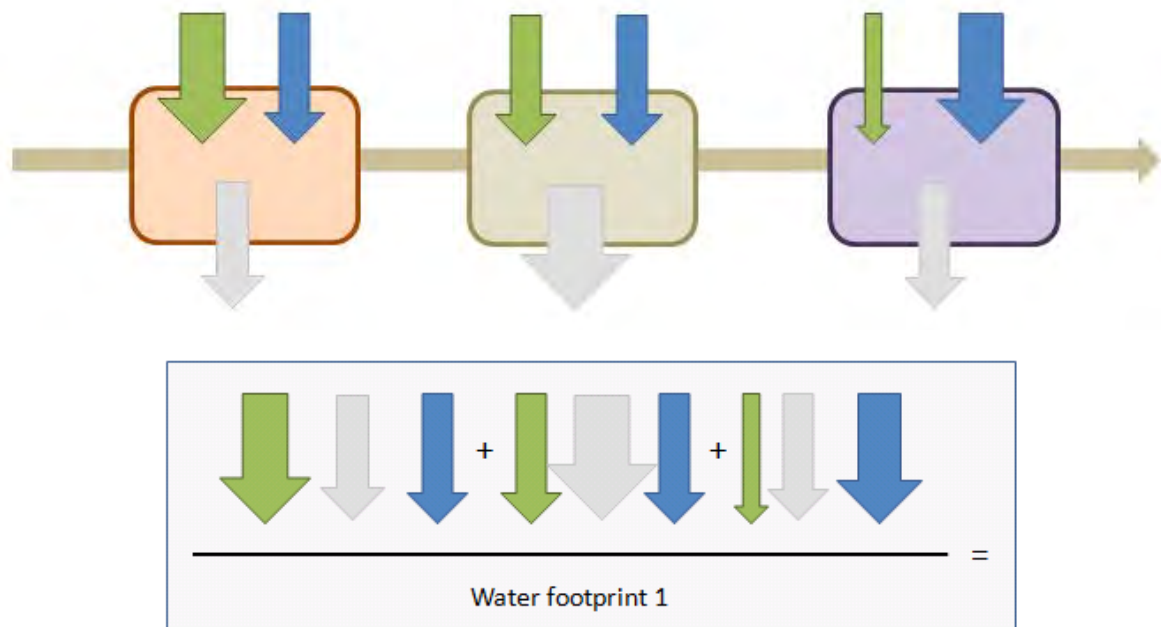 + +
=
Water footprint 1